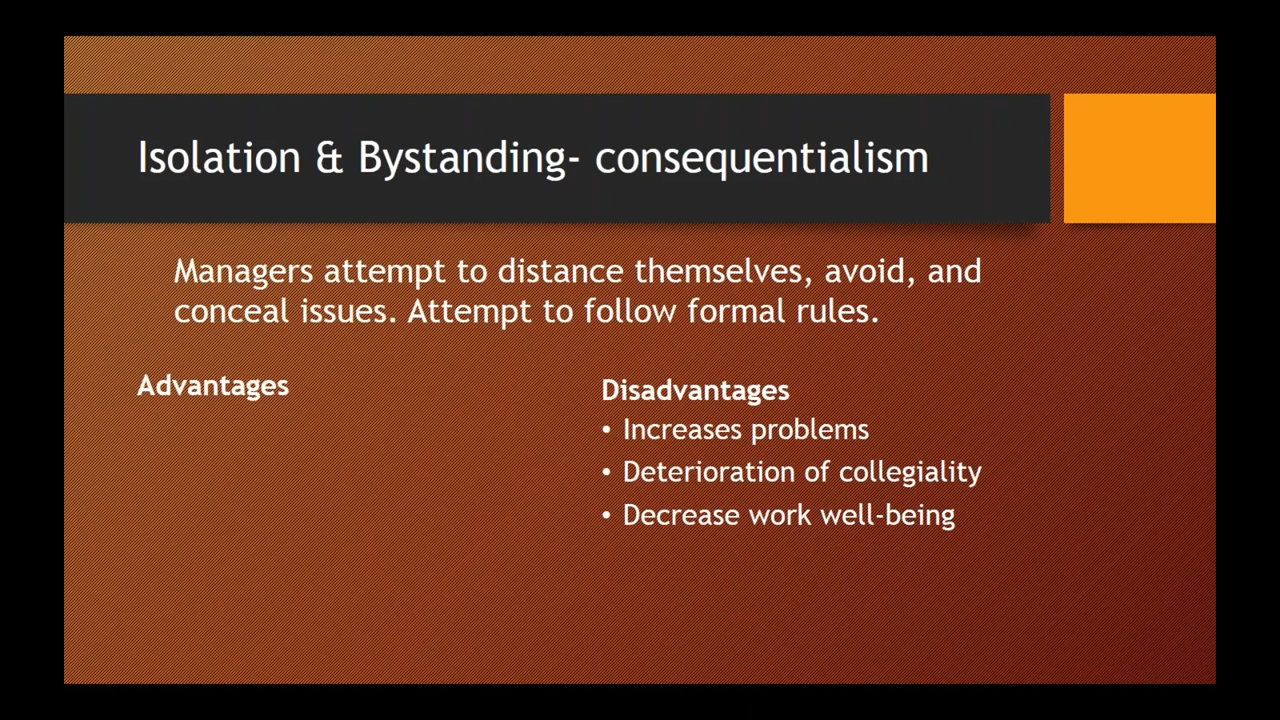 Isolation & Bystanding- consequentialism
Managers attempt to distance themselves, avoid, and
conceal issues. Attempt to follow formal rules.
Advantages
Disadvantages
• Increases problems
• Deterioration of collegiality
• Decrease work well-being